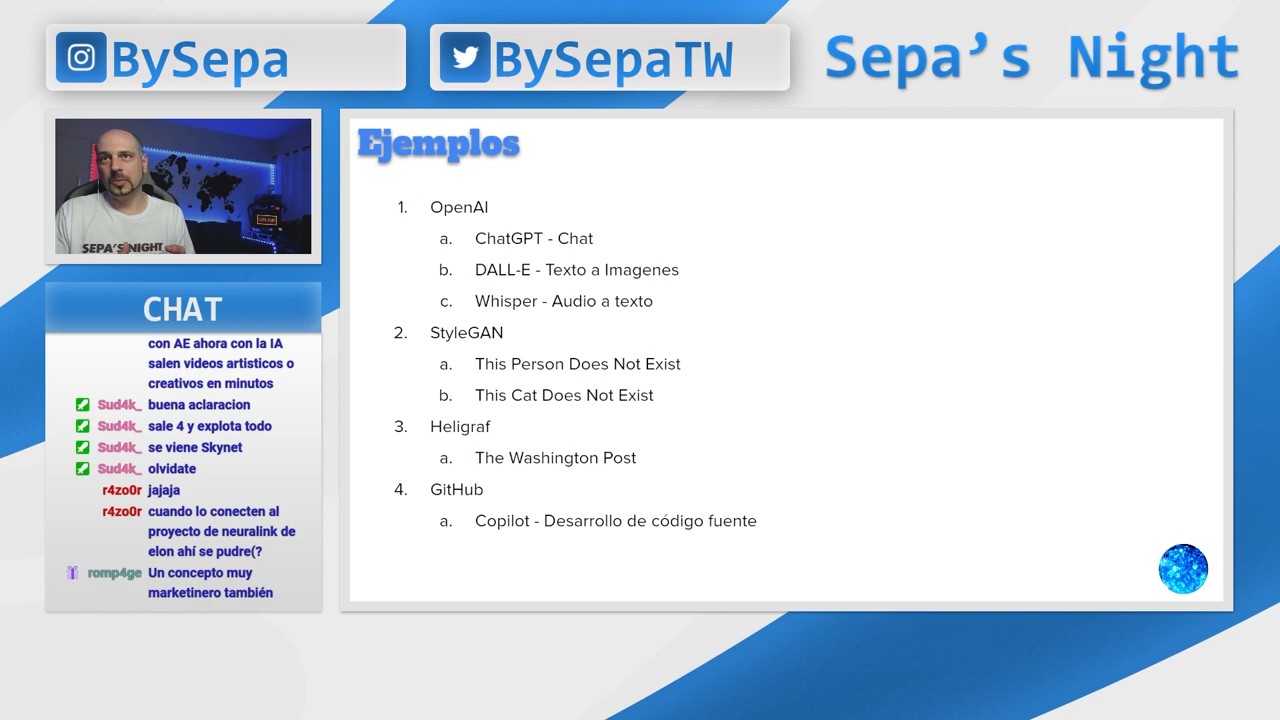 BySepa
BySepaTW
Sepa’s Night
SEPA'S NIGHT
ON AIR
CHAT
con AE ahora con la IA
salen videos artisticos o
creativos en minutos
Sud4k_ buena aclaracion
Sud4k_ sale 4 y explota todo
Sud4k_ se viene Skynet
Sud4k_ olvidate
r4zo0r jajaja
r4zo0r cuando lo conecten al
proyecto de neuralink de
elon ahí se pudre(?
romp4ge Un concepto muy
marketinero también
Ejemplos
1. OpenAI
a. ChatGPT - Chat
b. DALL-E - Texto a Imagenes
c. Whisper - Audio a texto
2. StyleGAN
a. This Person Does Not Exist
b. This Cat Does Not Exist
3. Heligraf
a. The Washington Post
4. GitHub
a. Copilot - Desarrollo de código fuente